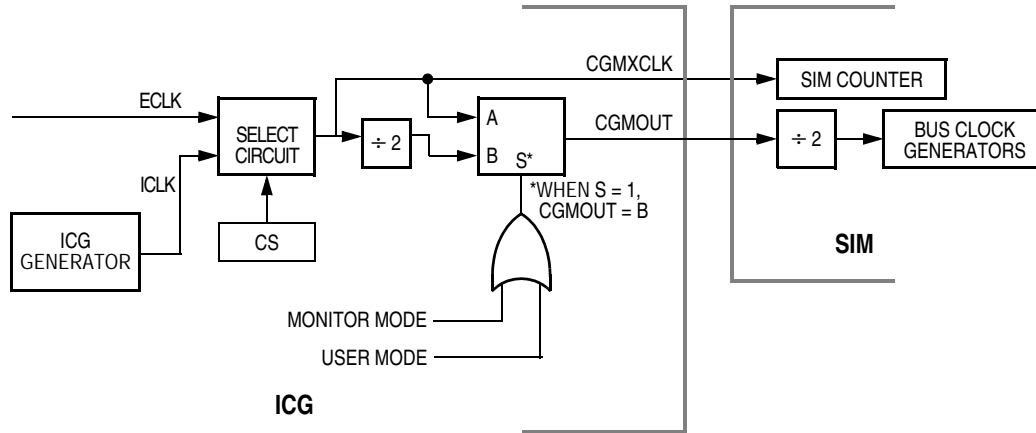 CGMXCLK
SIM COUNTER
ECLK
SELECT
CIRCUIT
÷ 2
A
B
S*
CGMOUT
÷ 2
BUS CLOCK
GENERATORS
ICLK
*WHEN S = 1,
CGMOUT = B
ICG
GENERATOR
CS
SIM
MONITOR MODE
USER MODE
ICG